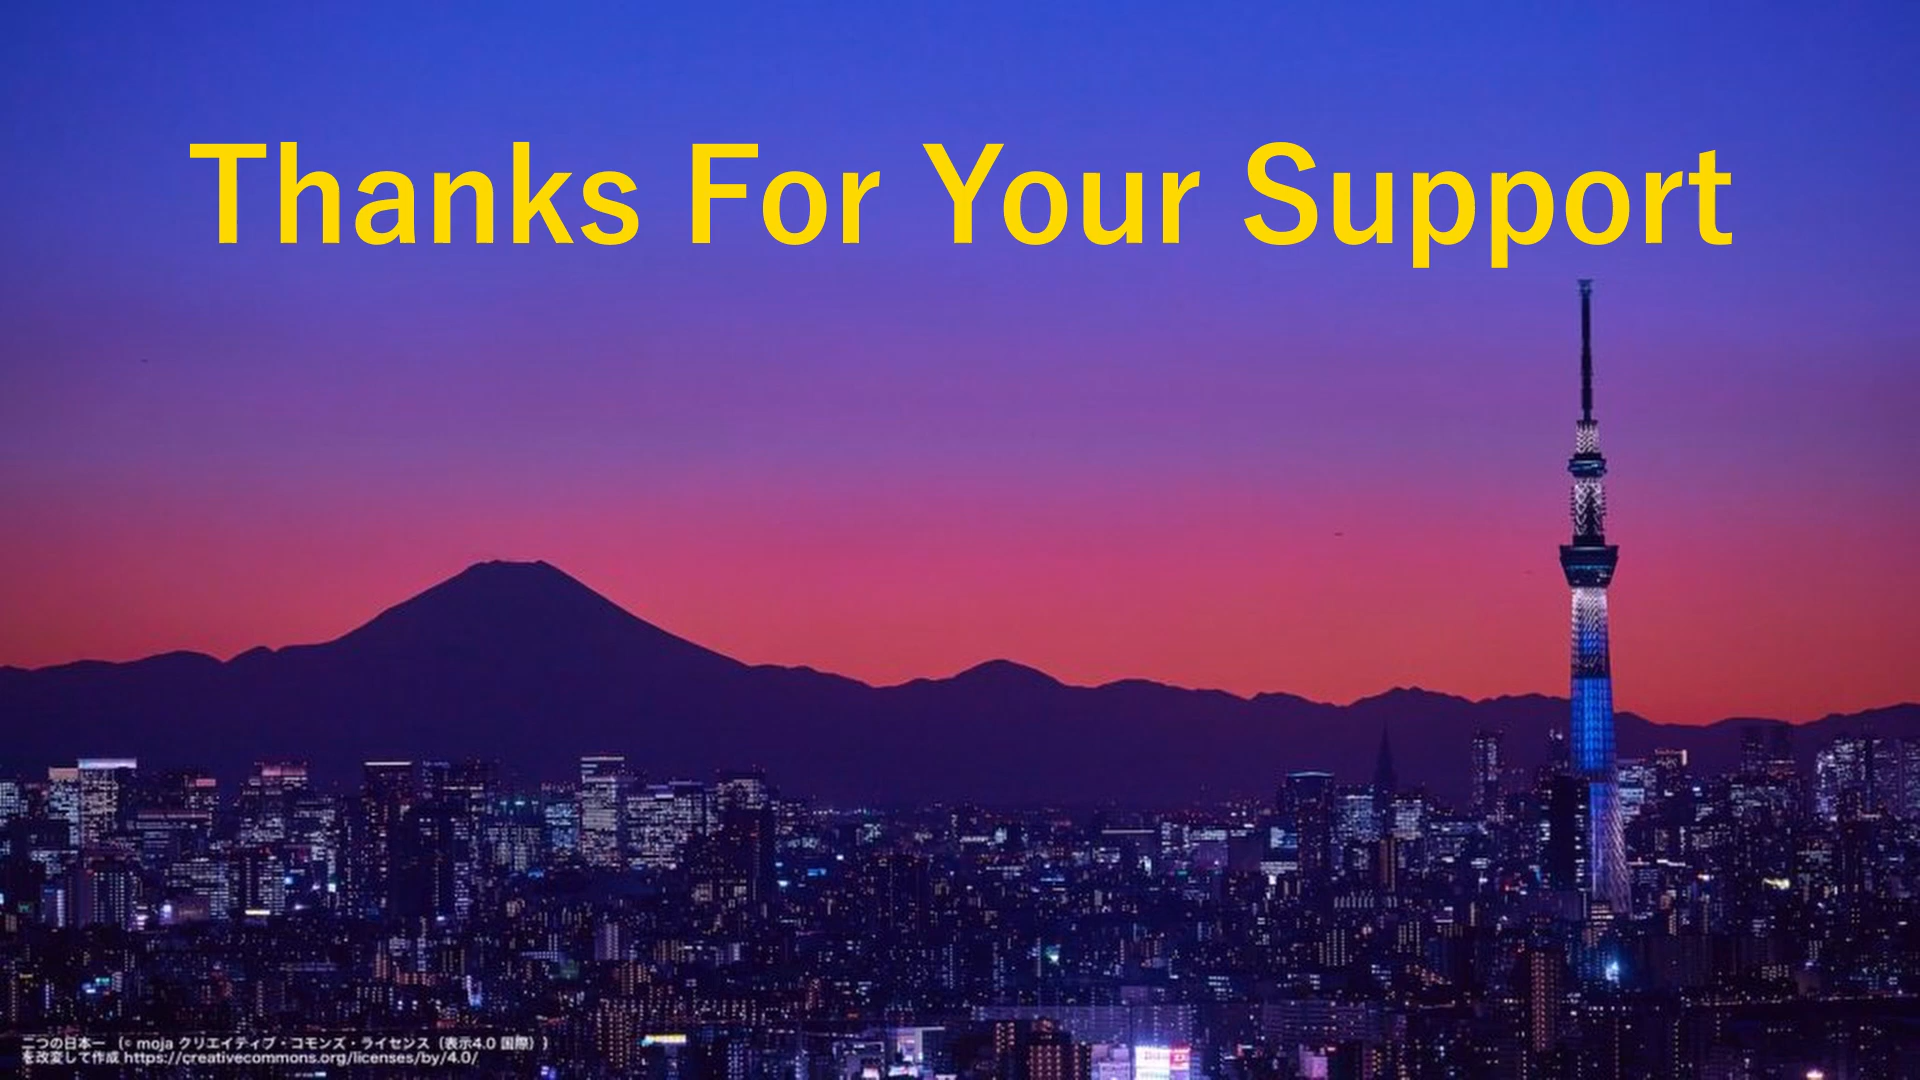 Thanks For Your Support
二つの日本一 (© moja クリエイティブ・コモンズ・ライセンス（表示4.0 国際）)
を改変して作成 https://creativecommons.org/licenses/by/4.0/